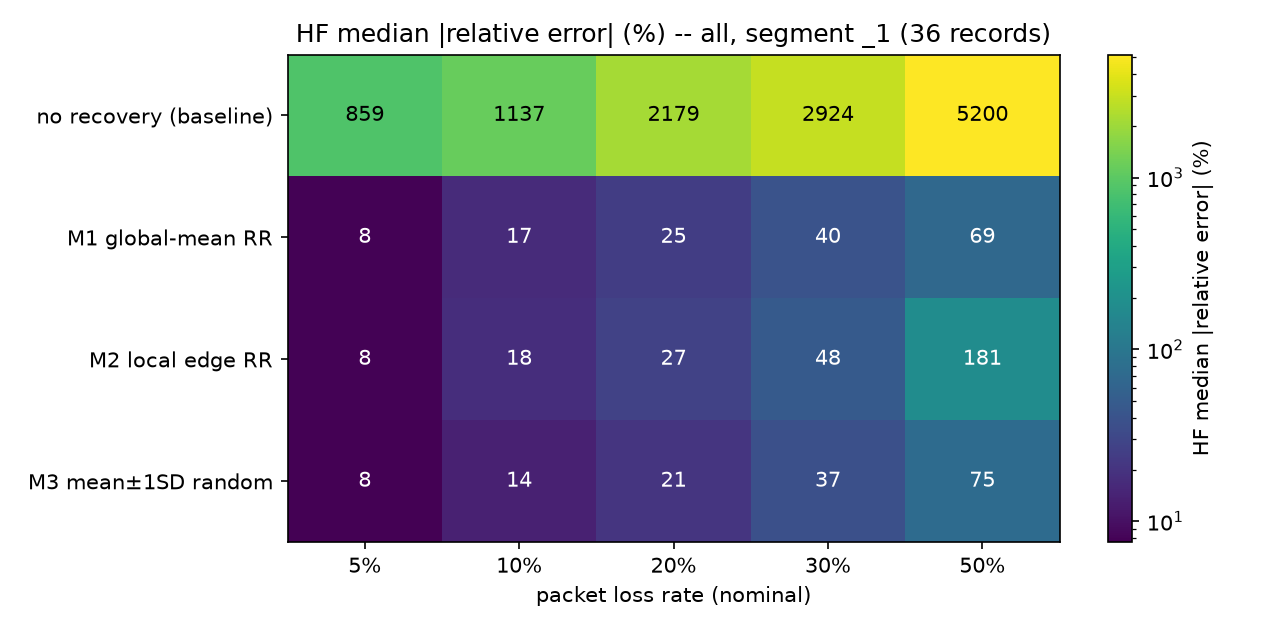 HF median |relative error| (%) -- all, segment _1 (36 records)
no recovery (baseline) 859 1137 2179 2924 5200
M1 global-mean RR 8 17 25 40 69
M2 local edge RR 8 18 27 48 181
M3 mean±1SD random 8 14 21 37 75
5% 10% 20% 30% 50%
packet loss rate (nominal)
10³
10²
10¹
HF median |relative error| (%)